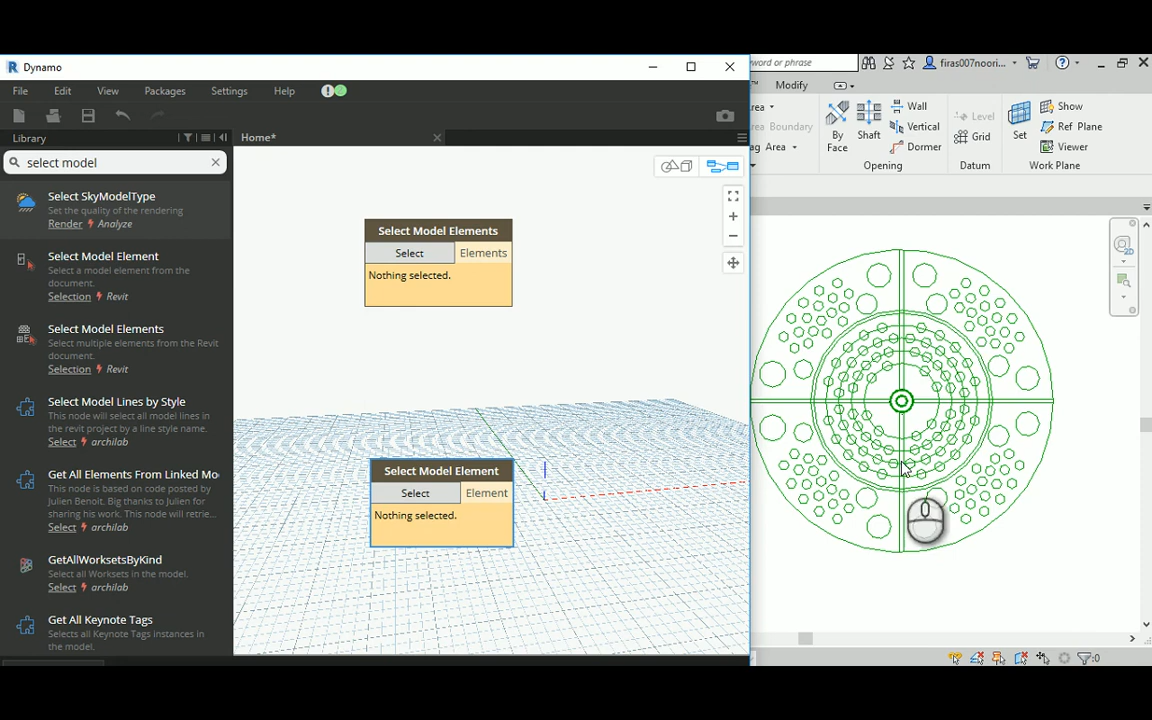 Dynamo
File Edit View Packages Settings Help
Library
Home*
select model
Select SkyModelType
Set the quality of the rendering
Render Analyze
Select Model Element
Select a model element from the
document.
Selection Revit
Select Model Elements
Select multiple elements from the Revit
document.
Selection Revit
Select Model Lines by Style
This node will select all model lines in
the revit project by a line style name.
Select archilab
Get All Elements From Linked Mo
This node is based on code posted by
Julien Benoit. Big thanks to Julien for
sharing his work. This node will retrie...
Select archilab
GetAllWorksetsByKind
Select all Worksets in the model.
Select archilab
Get All Keynote Tags
Selects all Keynote Tags instances in
the model.
Select Model Elements
Select Elements
Nothing selected.
Select Model Element
Select Element
Nothing selected.
word or phrase
firas007noori...
Modify
rea
rea Boundary
ag Area
By
Face
Shaft
Wall
Vertical
Dormer
Opening
Level
Grid
Datum
Set
Show
Ref Plane
Viewer
Work Plane
2D
:0